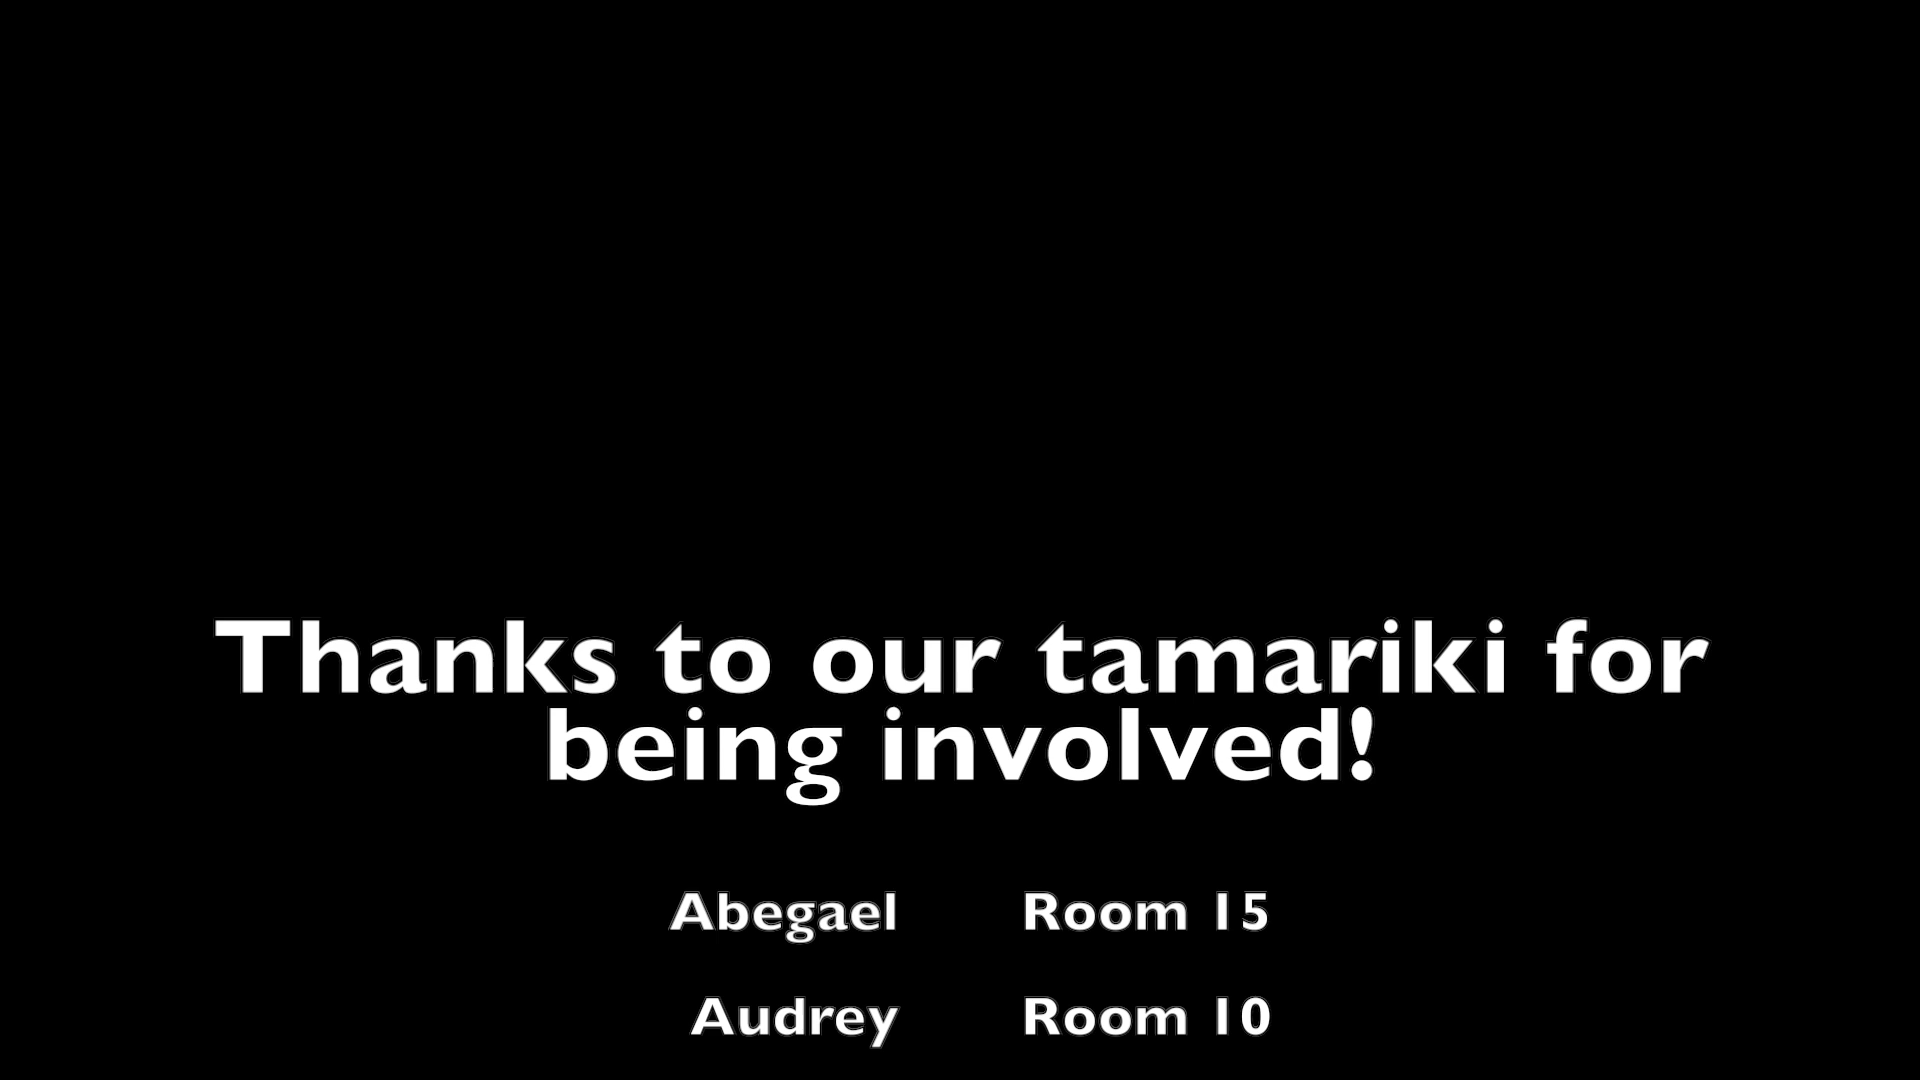 Thanks to our tamariki for
being involved!
Abegael Room 15
Audrey Room 10